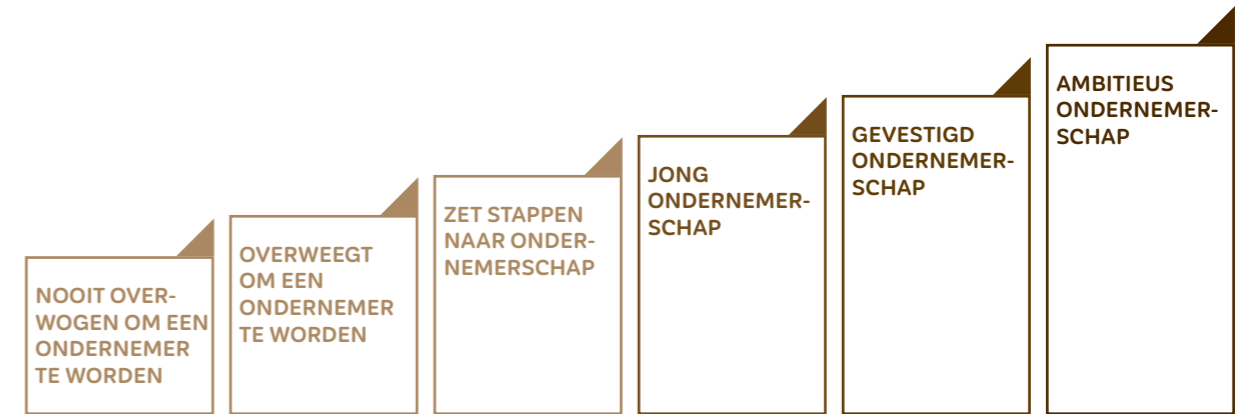 NOOIT OVER-
WOGEN OM EEN
ONDERNEMER
TE WORDEN
OVERWEEGT
OM EEN
ONDERNEMER
TE WORDEN
ZET STAPPEN
NAAR ONDER-
NEMERSCHAP
JONG
ONDERNEMER-
SCHAP
GEVESTIGD
ONDERNEMER-
SCHAP
AMBITIEUS
ONDERNEMER-
SCHAP